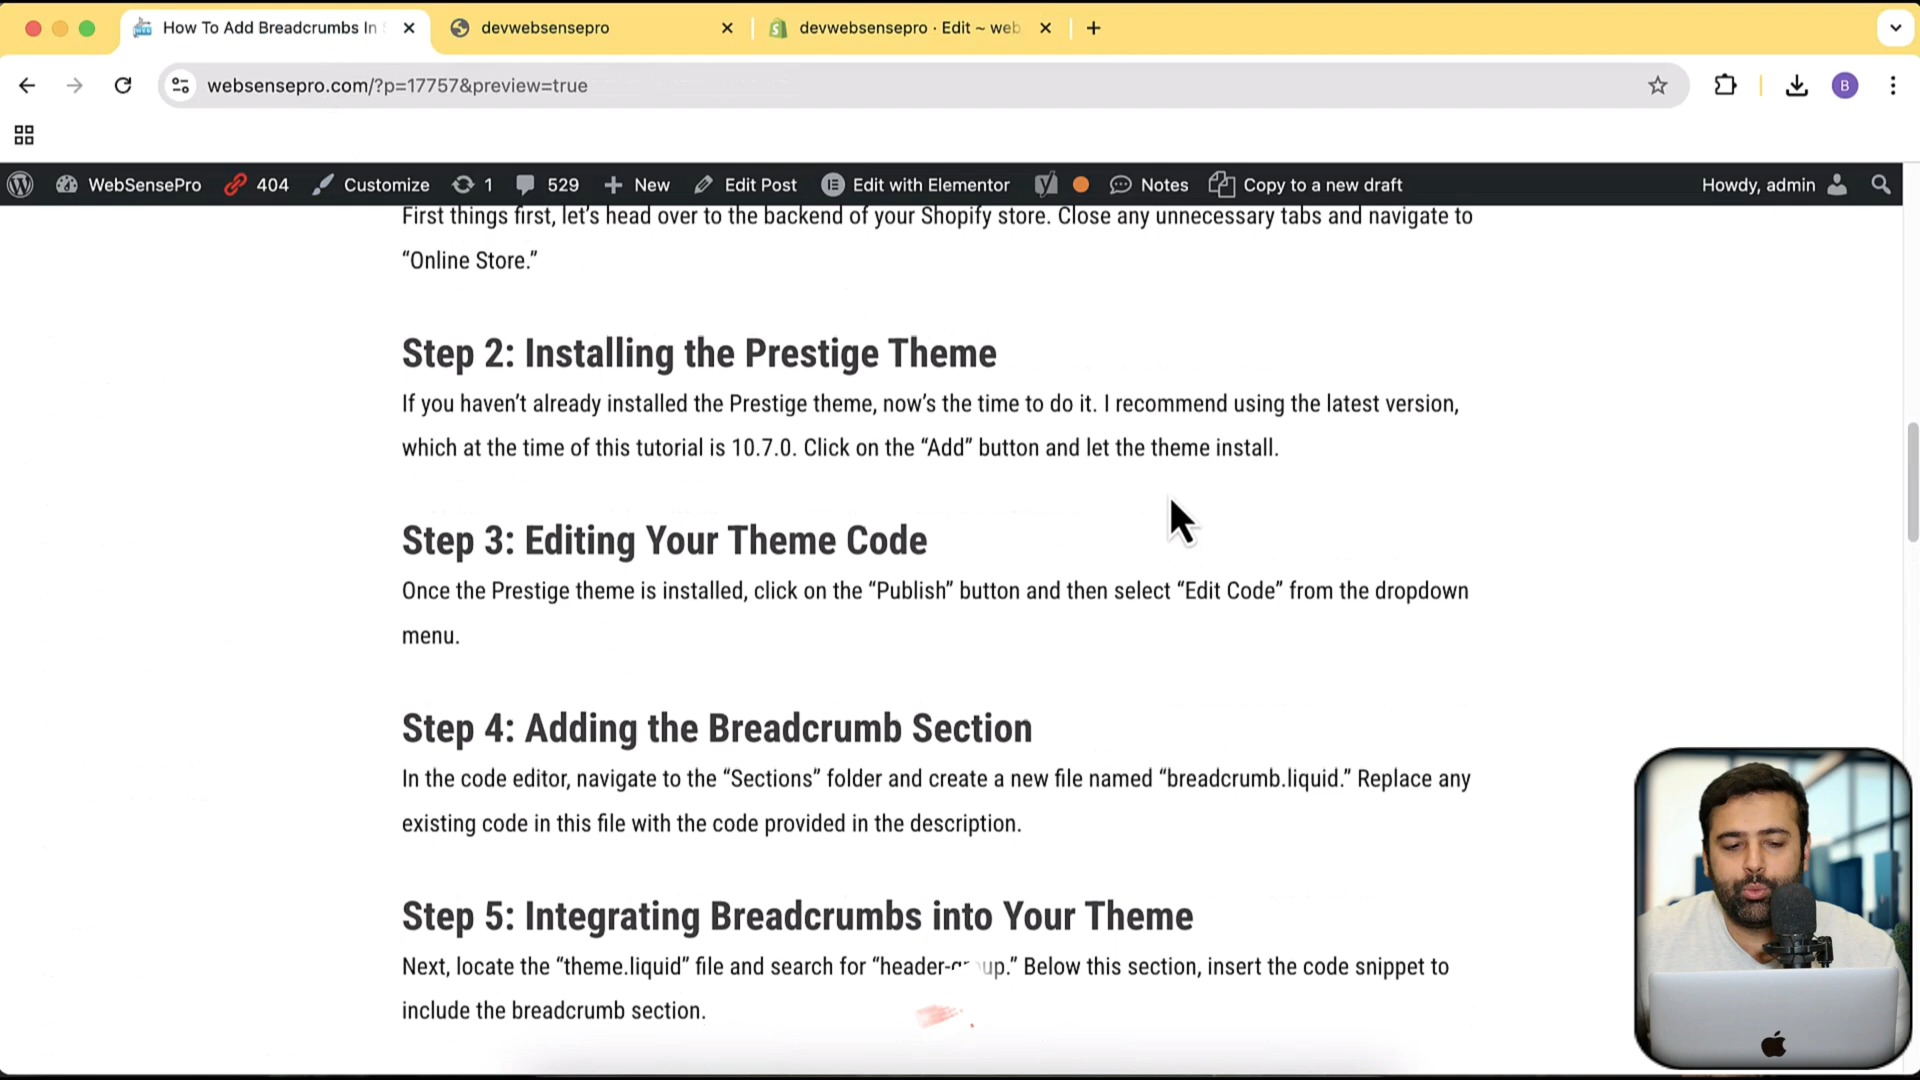 How To Add Breadcrumbs In
devwebsensepro
devwebsensepro · Edit ~ web
websensepro.com/?p=17757&preview=true
B
WebSensePro
404
Customize
1
529
New
Edit Post
Edit with Elementor
Notes
Copy to a new draft
Howdy, admin
First things first, let’s head over to the backend of your Shopify store. Close any unnecessary tabs and navigate to
“Online Store.”
Step 2: Installing the Prestige Theme
If you haven’t already installed the Prestige theme, now’s the time to do it. I recommend using the latest version,
which at the time of this tutorial is 10.7.0. Click on the “Add” button and let the theme install.
Step 3: Editing Your Theme Code
Once the Prestige theme is installed, click on the “Publish” button and then select “Edit Code” from the dropdown
menu.
Step 4: Adding the Breadcrumb Section
In the code editor, navigate to the “Sections” folder and create a new file named “breadcrumb.liquid.” Replace any
existing code in this file with the code provided in the description.
Step 5: Integrating Breadcrumbs into Your Theme
Next, locate the “theme.liquid” file and search for “header-group.” Below this section, insert the code snippet to
include the breadcrumb section.